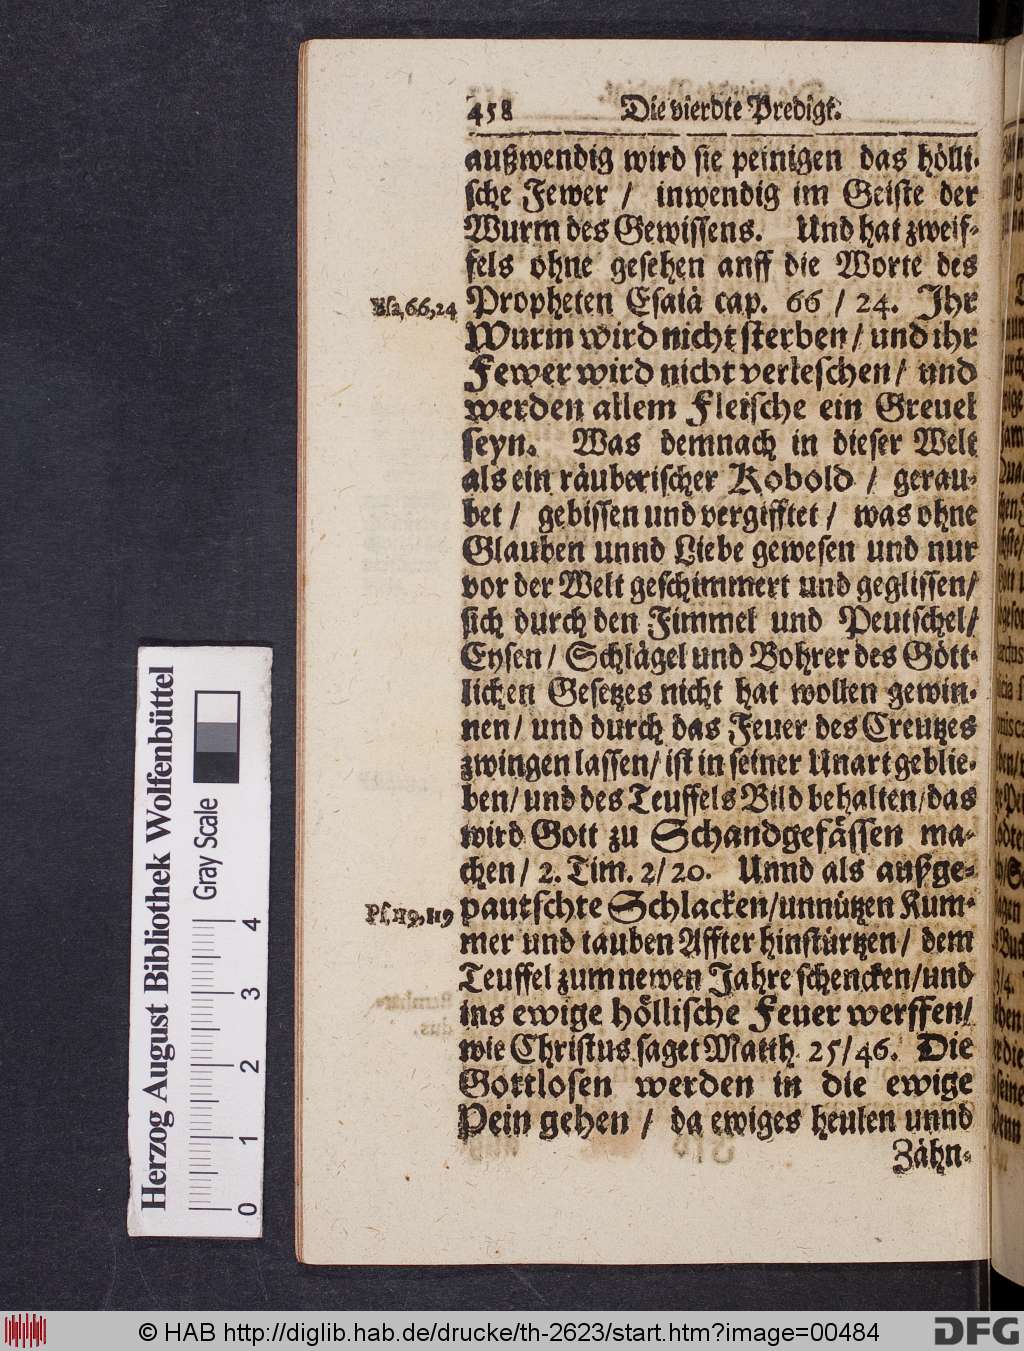 458 Die vierdte Predigt.
außwendig wird sie peinigen das hölli-
sche Fewer / inwendig im Geiste der
Wurm des Gewissens. Und hat zweif-
fels ohne gesehen anff die Worte des
Propheten Esaiä cap. 66 / 24. Ihr
Esa, 66, 24
Wurm wird nicht sterben / und ihr
Fewer wird nicht verleschen / und
werden allem Fleische ein Greuel
seyn. Was demnach in dieser Welt
als ein räuberischer Kobold / gerau-
bet / gebissen und vergifftet / was ohne
Glauben unnd Liebe gewesen und nur
vor der Welt geschimmert und geglissen/
sich durch den Fimmel und Peutschel/
Eysen / Schlägel und Bohrer des Gött-
lichen Gesetzes nicht hat wollen gewin-
nen / und durch das Feuer des Creutzes
zwingen lassen / ist in seiner Unart geblie-
ben / und des Teuffels Bild behalten / das
wird Gott zu Schandgefässen ma-
chen / 2. Tim. 2 / 20. Unnd als außge-
pautschte Schlacken / unnützen Kum-
Ps, 119, 119
mer und tauben Affter hinstürtzen / dem
Teuffel zum newen Jahre schencken / und
ins ewige höllische Feuer werffen /
wie Christus saget Matth. 25 / 46. Die
Gottlosen werden in die ewige
Pein gehen / da ewiges heulen unnd
Zähn-
Herzog August Bibliothek Wolfenbüttel
Gray Scale
0 1 2 3 4
© HAB http://diglib.hab.de/drucke/th-2623/start.htm?image=00484
DFG